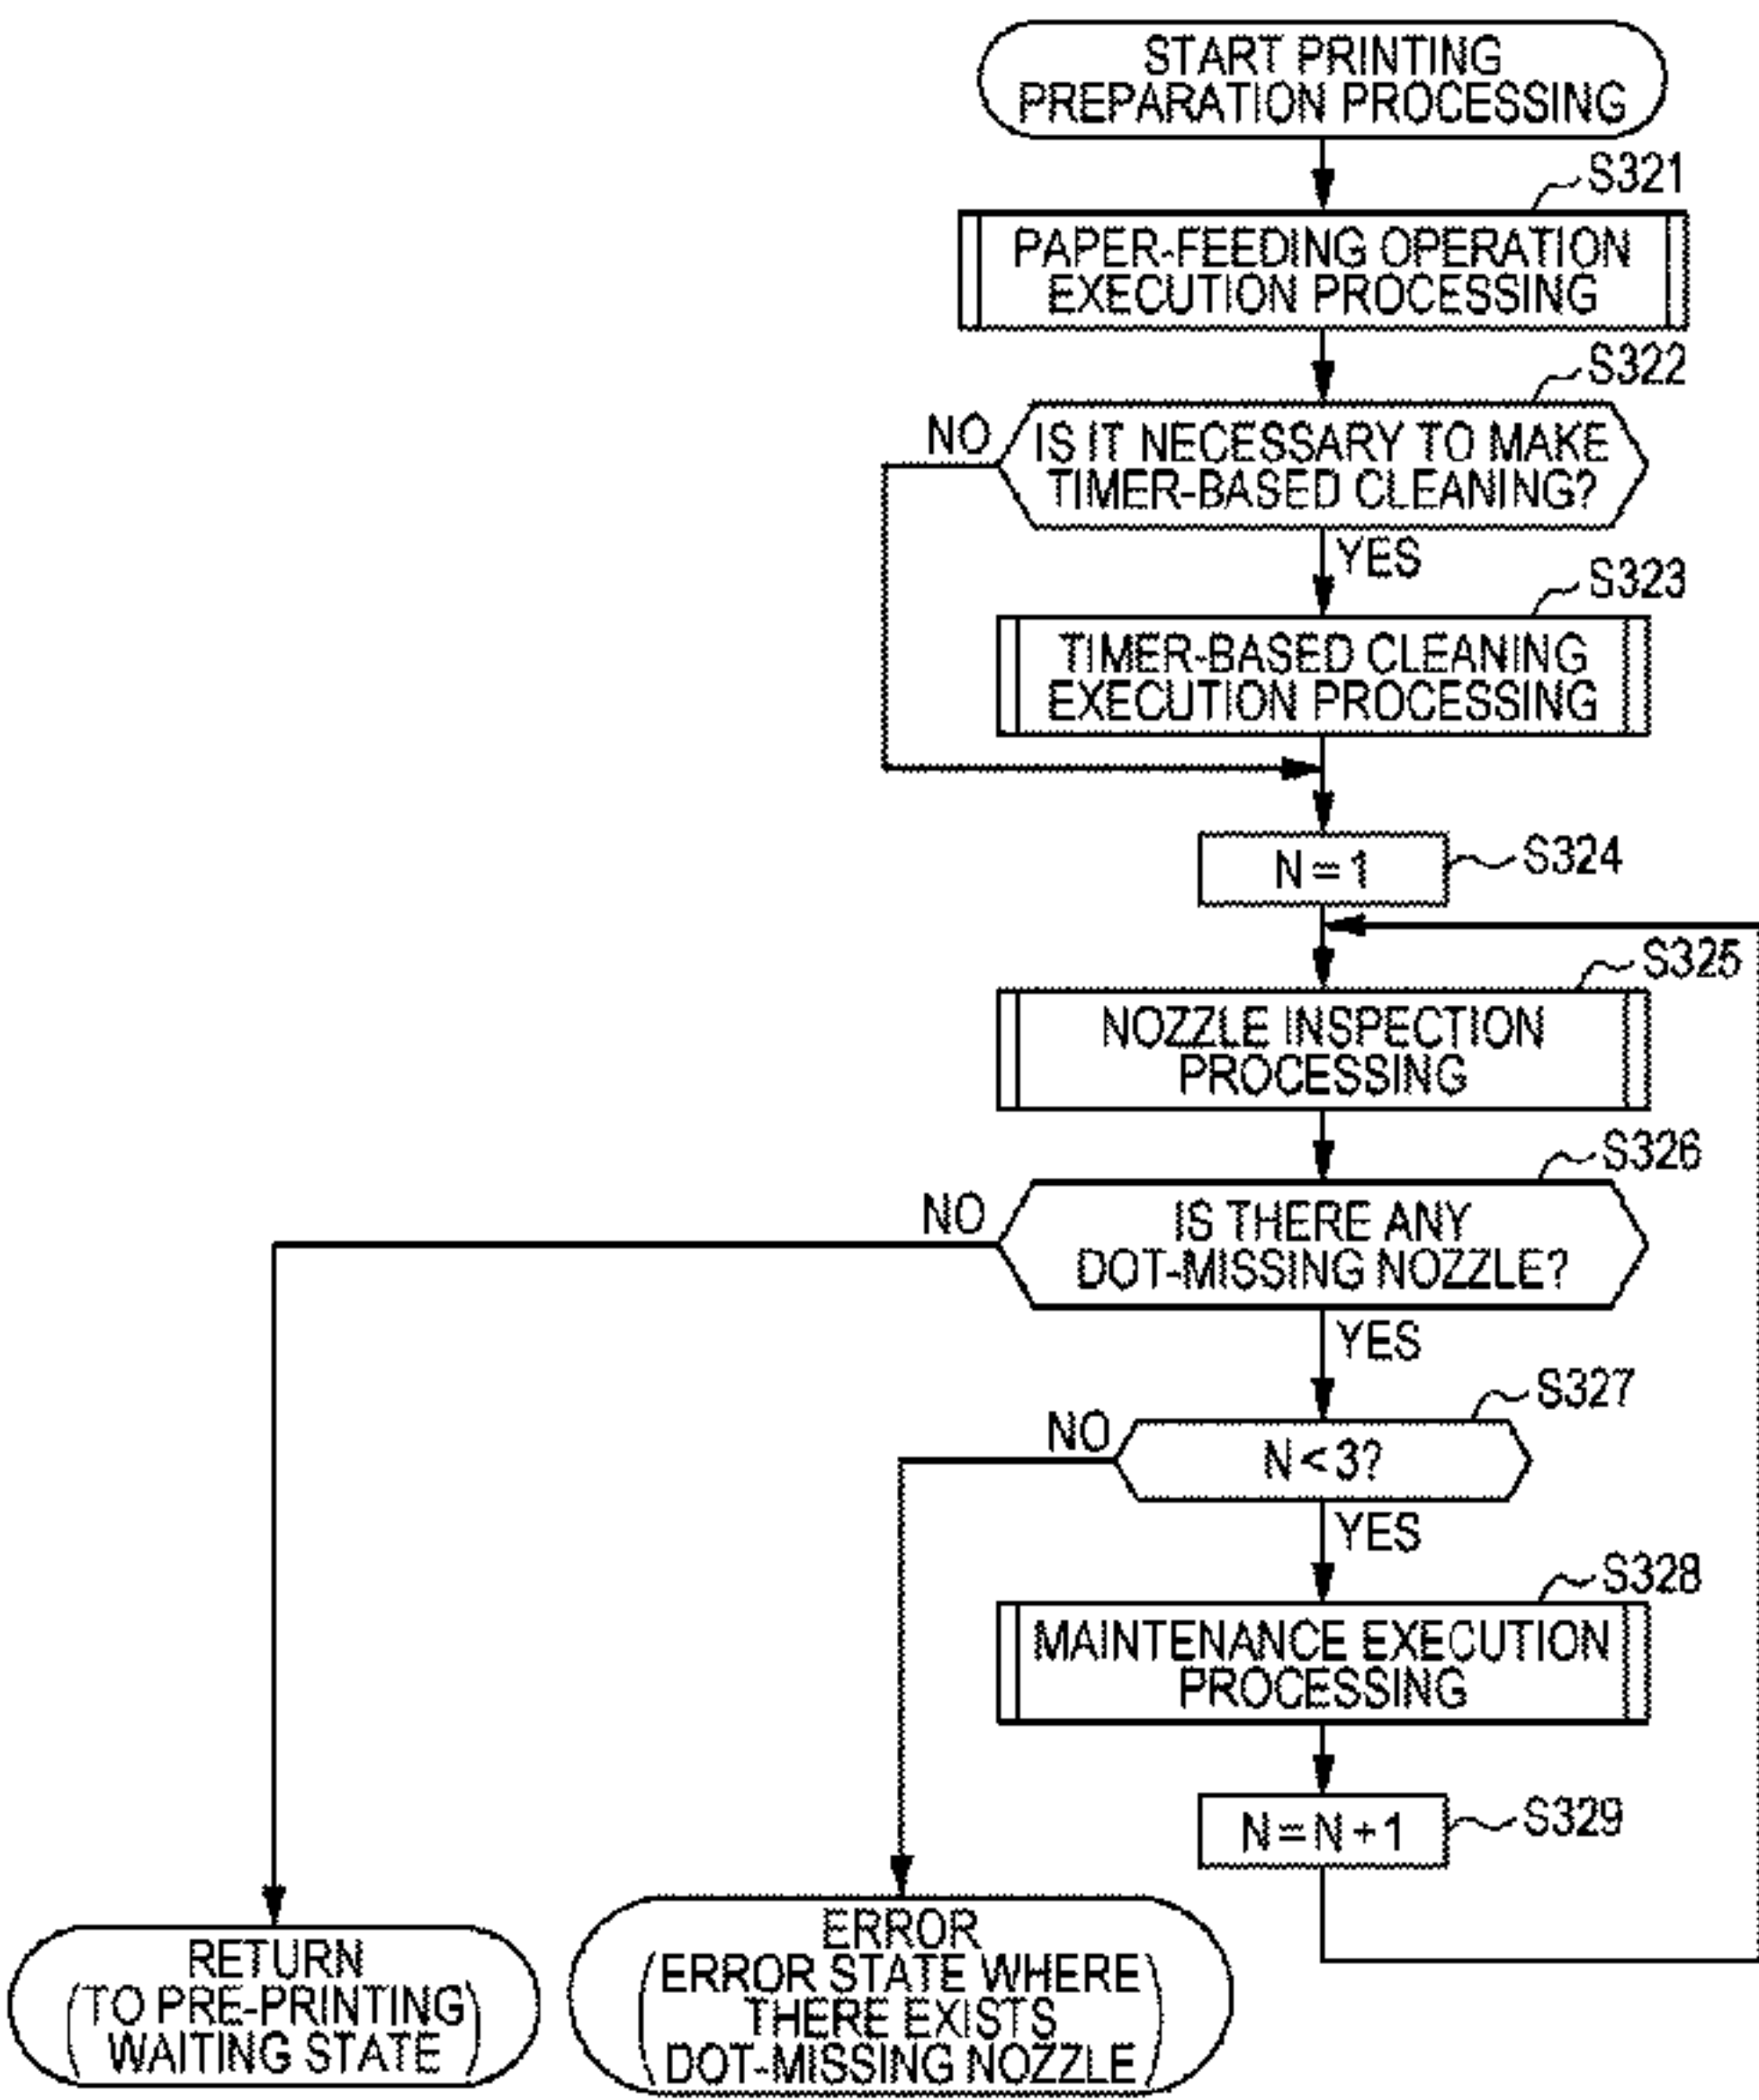 START PRINTING
PREPARATION PROCESSING
S321
PAPER-FEEDING OPERATION
EXECUTION PROCESSING
S322
NO
IS IT NECESSARY TO MAKE
TIMER-BASED CLEANING?
YES
S323
TIMER-BASED CLEANING
EXECUTION PROCESSING
N=1
S324
S325
NOZZLE INSPECTION
PROCESSING
S326
NO
IS THERE ANY
DOT-MISSING NOZZLE?
YES
S327
NO
N<3?
YES
S328
MAINTENANCE EXECUTION
PROCESSING
N=N+1
S329
RETURN
(TO PRE-PRINTING
WAITING STATE)
ERROR
(ERROR STATE WHERE
THERE EXISTS
DOT-MISSING NOZZLE)